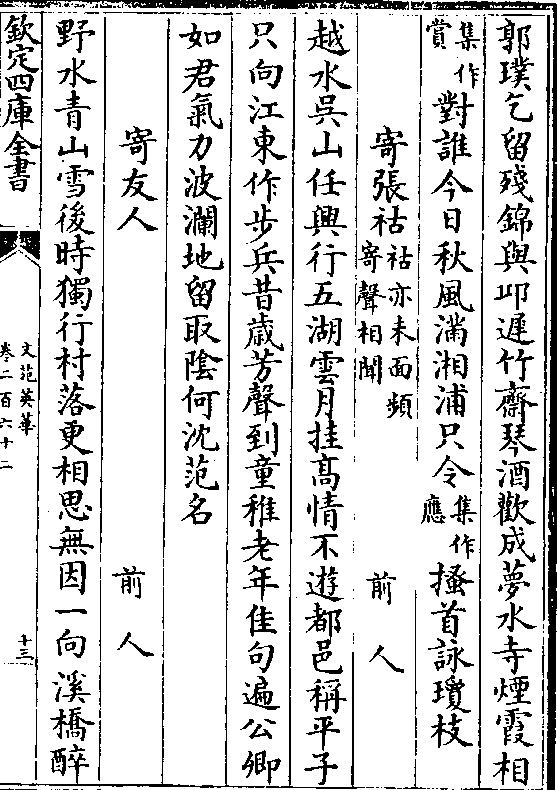 郭璞乞留殘錦與邱遲竹齋琴酒歡成夢水寺煙霞相
集作賞對誰今日秋風滿湘浦只令集作應搔首詠瓊枝
寄張祜祜亦未面頻寄聲相聞 前人
越水吳山任興行五湖雲月挂高情不遊都邑稱平子
只向江東作步兵昔歲芳聲到童稚老年佳句遍公卿
如君氣力波瀾地留取陰何沈范名
寄友人 前人
野水青山雪後時獨行村落更相思無因一向溪橋醉
欽定四庫全書
文苑英華
卷二百六十二
十三